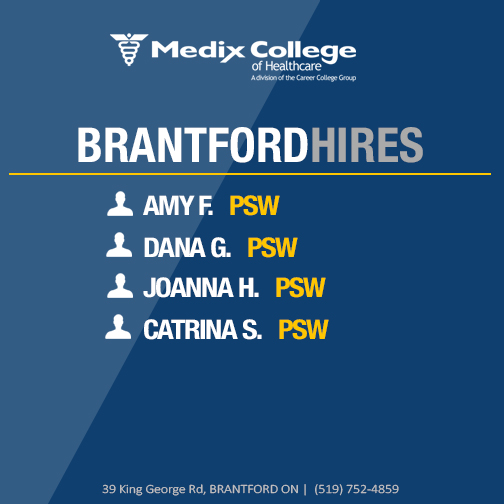 Medix College
of Healthcare
A division of the Career College Group
BRANTFORDHIRES
AMY F. PSW
DANA G. PSW
JOANNA H. PSW
CATRINA S. PSW
39 King George Rd, BRANTFORD ON | (519) 752-4859